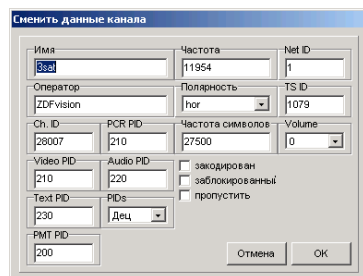 Сменить данные канала
Имя Частота Net ID
3sat 11954 1
Оператор Полярность TS ID
ZDFvision hor 1079
Ch. ID PCR PID Частота символов Volume
28007 210 27500 0
Video PID Audio PID закодирован
210 220 заблокированный
Text PID PIDs пропустить
230 Дец
PMT PID
200 Отмена OK